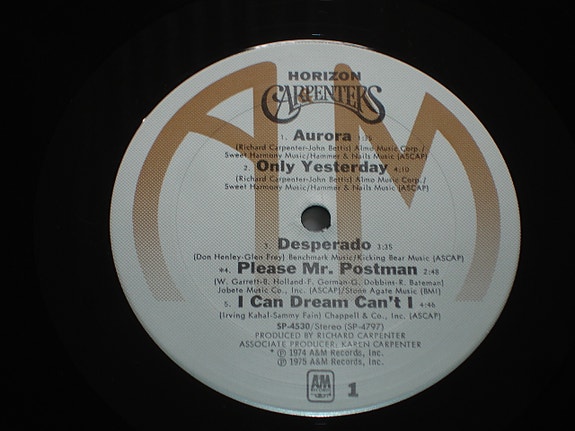 HORIZON
CARPENTERS
1. Aurora 1:35
(Richard Carpenter-John Bettis) Almo Music Corp./
Sweet Harmony Music/Hammer & Nails Music (ASCAP)
2. Only Yesterday 4:10
(Richard Carpenter-John Bettis) Almo Music Corp./
Sweet Harmony Music/Hammer & Nails Music (ASCAP)
3. Desperado 3:35
(Don Henley-Glen Frey) Benchmark Music/Kicking Bear Music (ASCAP)
*4. Please Mr. Postman 2:48
(W. Garrett-B. Holland-F. Gorman-G. Dobbins-R. Bateman)
Jobete Music Co., Inc. (ASCAP)/Stone Agate Music (BMI)
5. I Can Dream Can't I 4:46
(Irving Kahal-Sammy Fain) Chappell & Co., Inc. (ASCAP)
SP-4530/Stereo (SP-4797)
PRODUCED BY RICHARD CARPENTER
ASSOCIATE PRODUCER: KAREN CARPENTER
* ℗ 1974 A&M Records, Inc.
℗ 1975 A&M Records, Inc.
AM
RECORDS
1